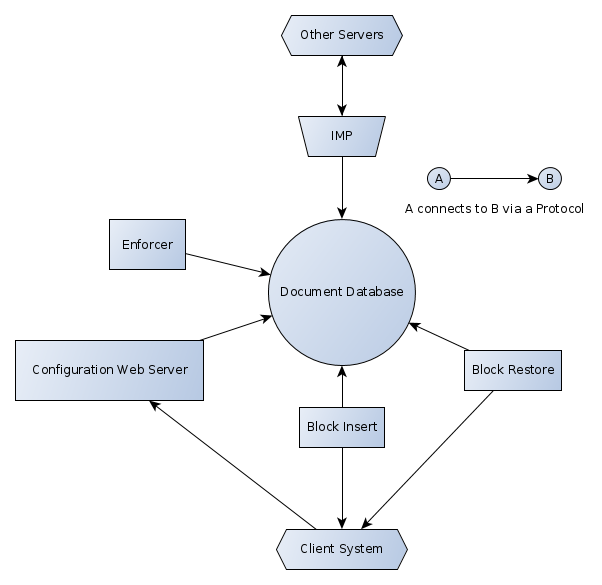 Other Servers
IMP
A
B
A connects to B via a Protocol
Enforcer
Document Database
Configuration Web Server
Block Restore
Block Insert
Client System